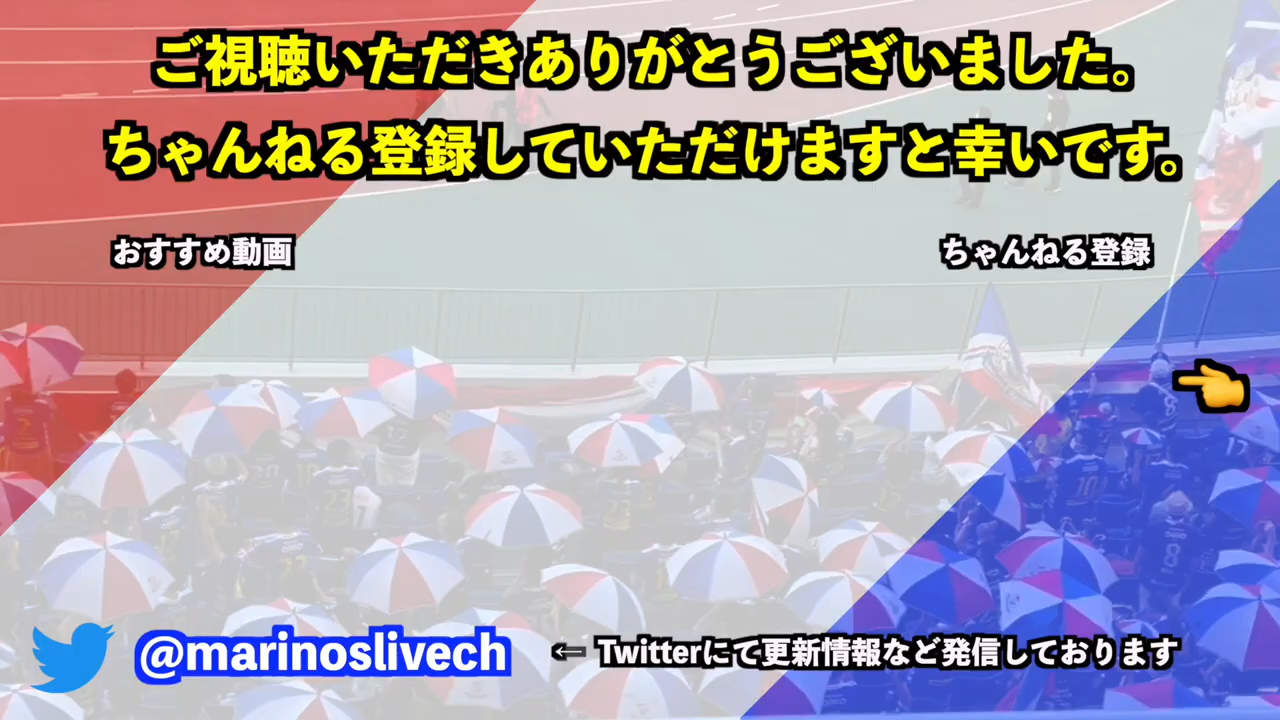 ご視聴いただきありがとうございました。
ちゃんねる登録していただけますと幸いです。
おすすめ動画
ちゃんねる登録
@marinoslivech
← Twitterにて更新情報など発信しております